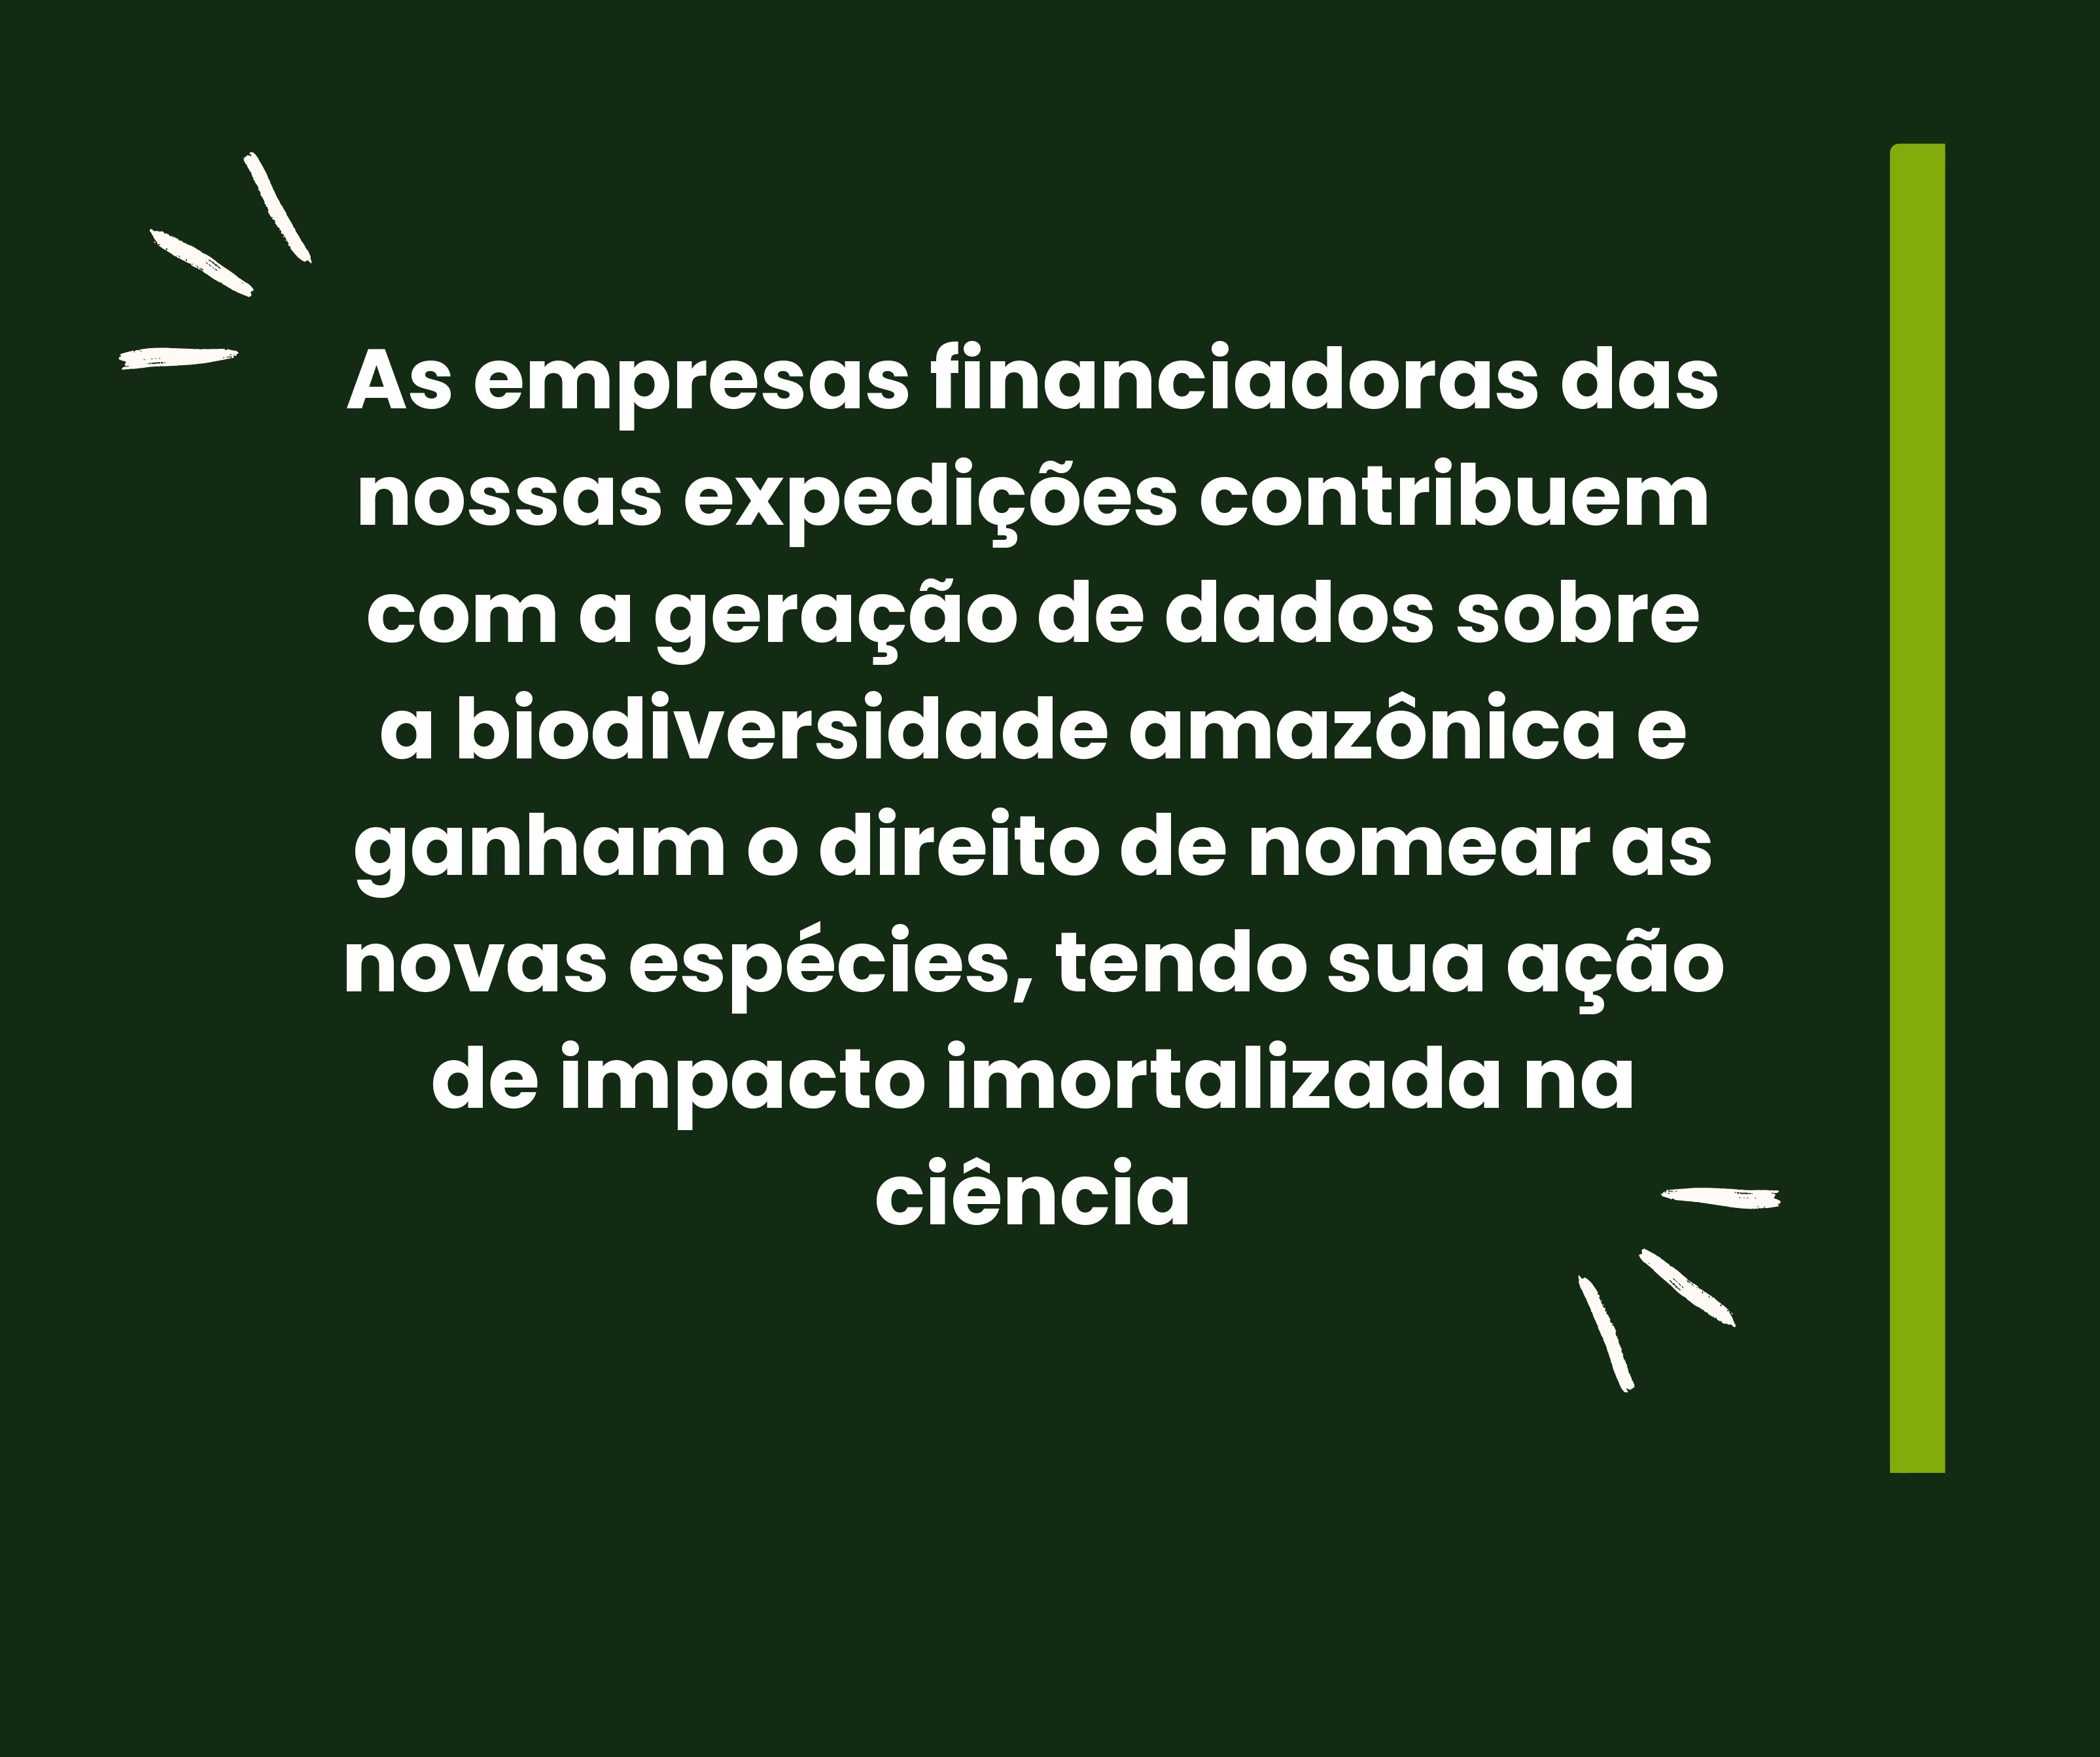 As empresas financiadoras das
nossas expedições contribuem
com a geração de dados sobre
a biodiversidade amazônica e
ganham o direito de nomear as
novas espécies, tendo sua ação
de impacto imortalizada na
ciência